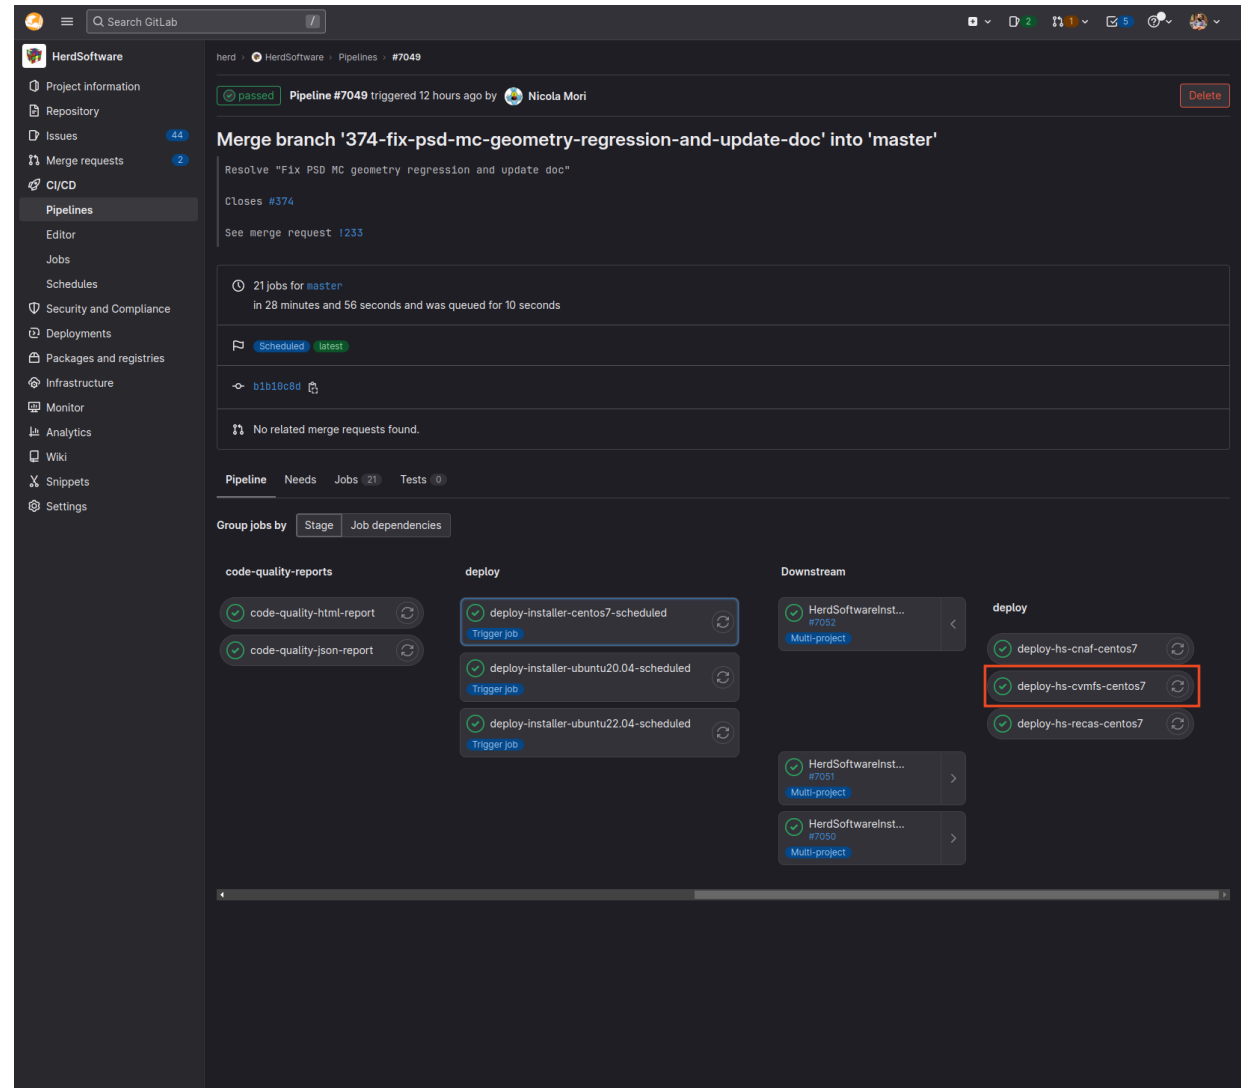 Search GitLab
/
2
1
5
HerdSoftware
Project information
Repository
Issues 44
Merge requests 2
CI/CD
Pipelines
Editor
Jobs
Schedules
Security and Compliance
Deployments
Packages and registries
Infrastructure
Monitor
Analytics
Wiki
Snippets
Settings
herd › HerdSoftware › Pipelines › #7049
passed Pipeline #7049 triggered 12 hours ago by Nicola Mori
Delete
Merge branch '374-fix-psd-mc-geometry-regression-and-update-doc' into 'master'
Resolve "Fix PSD MC geometry regression and update doc"
Closes #374
See merge request !233
21 jobs for master
in 28 minutes and 56 seconds and was queued for 10 seconds
Scheduled latest
b1b10c8d
No related merge requests found.
Pipeline Needs Jobs 21 Tests 0
Group jobs by Stage Job dependencies
code-quality-reports
code-quality-html-report
code-quality-json-report
deploy
deploy-installer-centos7-scheduled
Trigger job
deploy-installer-ubuntu20.04-scheduled
Trigger job
deploy-installer-ubuntu22.04-scheduled
Trigger job
Downstream
HerdSoftwareInst...
#7052
Multi-project
HerdSoftwareInst...
#7051
Multi-project
HerdSoftwareInst...
#7050
Multi-project
deploy
deploy-hs-cnaf-centos7
deploy-hs-cvmfs-centos7
deploy-hs-recas-centos7